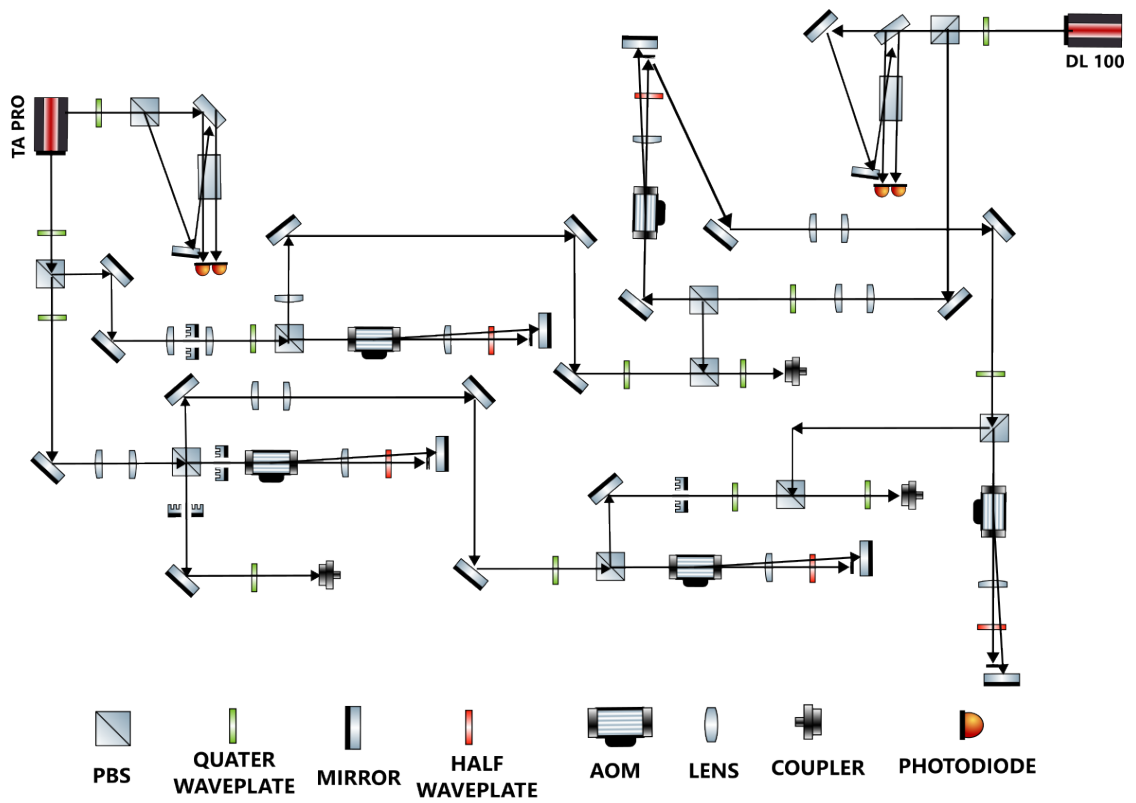 DL 100
TA PRO
PBS
QUATER
WAVEPLATE
MIRROR
HALF
WAVEPLATE
AOM
LENS
COUPLER
PHOTODIODE